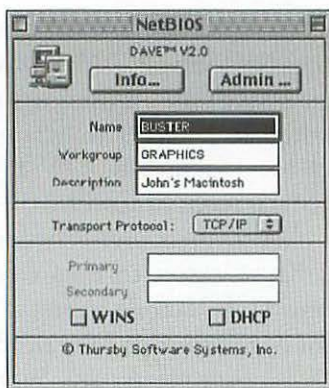 NetBIOS
DAVE™ V2.0
Info... Admin ...
Name BUSTER
Workgroup GRAPHICS
Description John's Macintosh
Transport Protocol: TCP/IP
Primary
Secondary
WINS DHCP
© Thursby Software Systems, Inc.